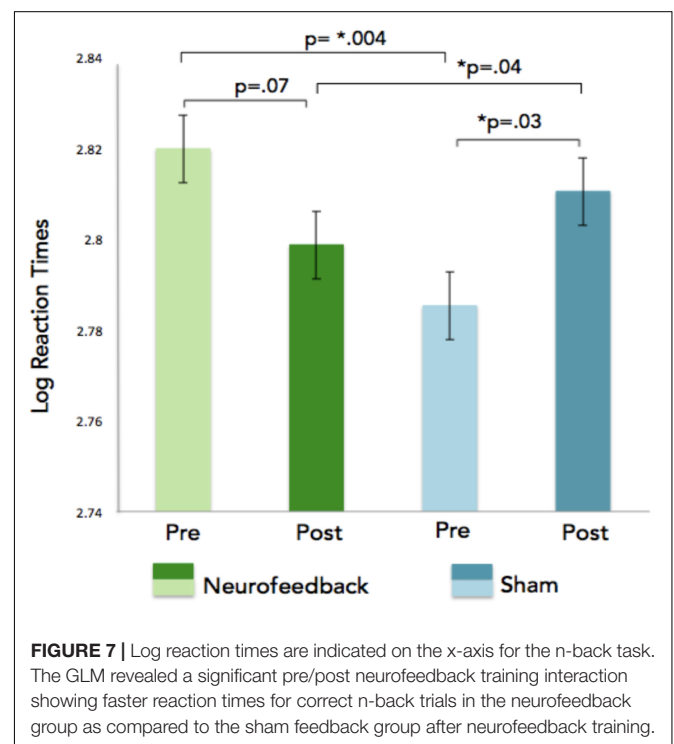 p= *.004
2.84
*p=.04
p=.07
*p=.03
2.82
2.8
Log Reaction Times
2.78
2.76
2.74
Pre Post Pre Post
Neurofeedback Sham
FIGURE 7 | Log reaction times are indicated on the x-axis for the n-back task.
The GLM revealed a significant pre/post neurofeedback training interaction
showing faster reaction times for correct n-back trials in the neurofeedback
group as compared to the sham feedback group after neurofeedback training.